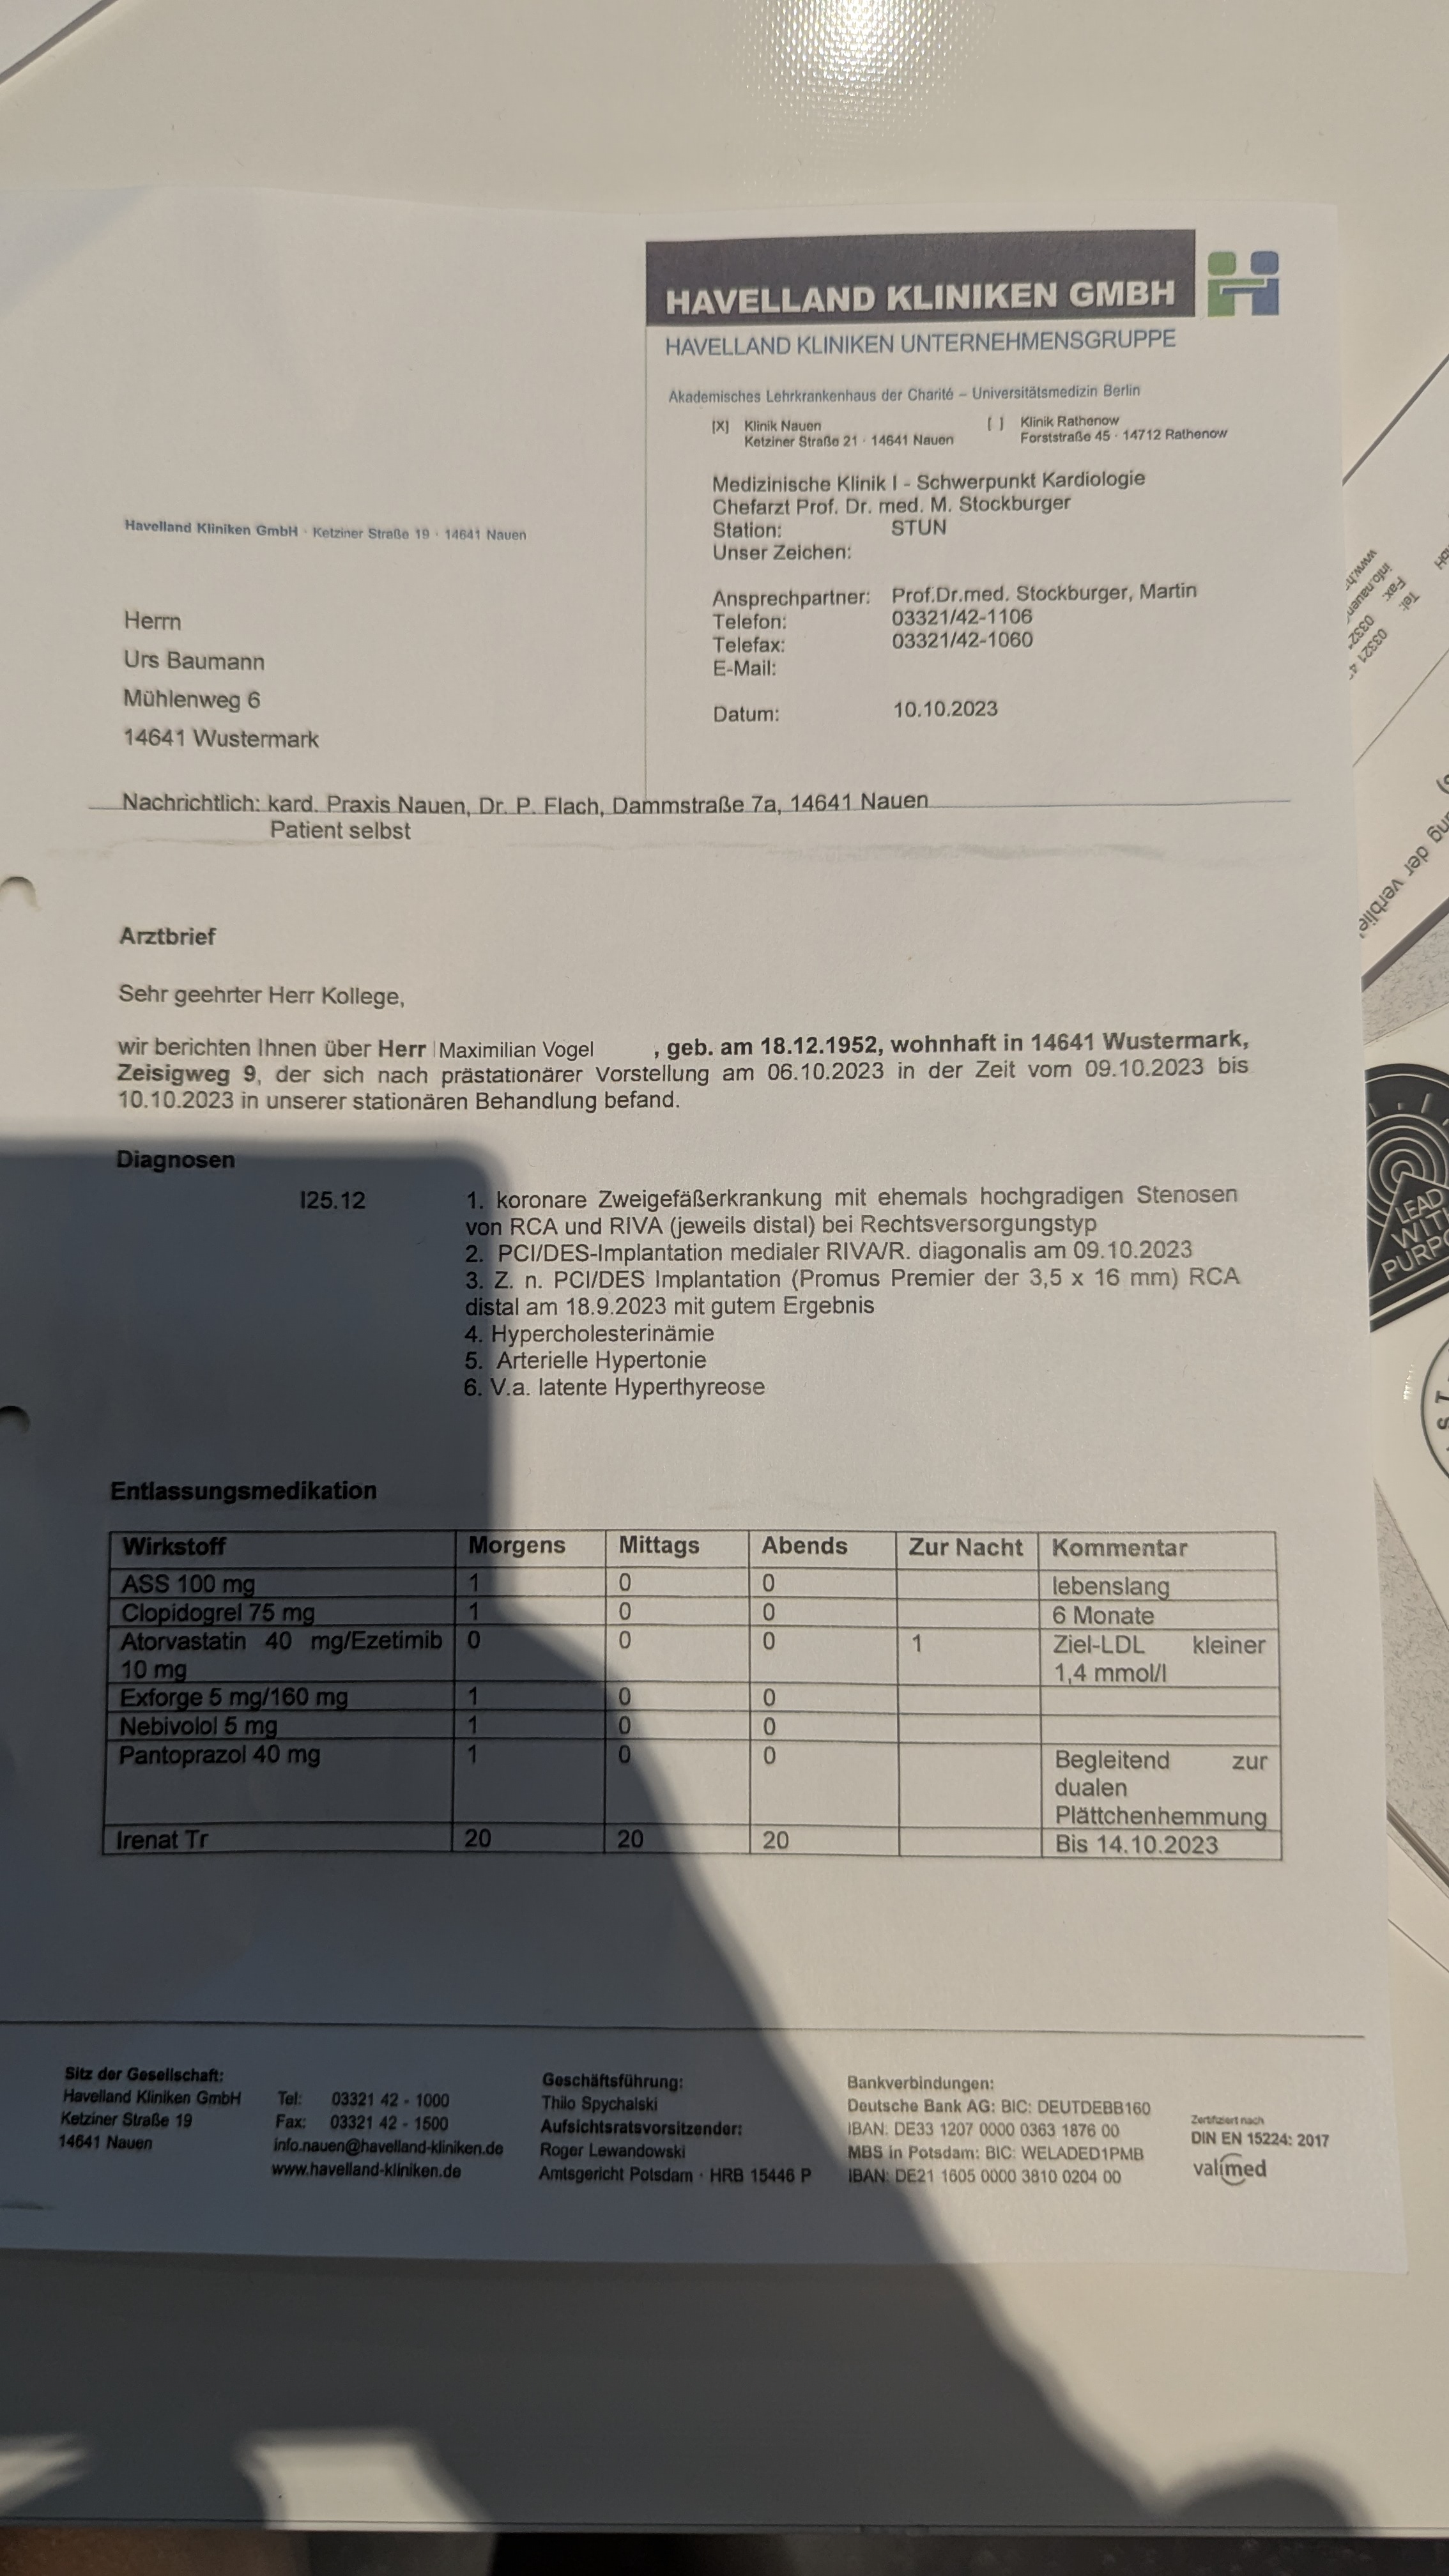 HAVELLAND KLINIKEN GMBH
HAVELLAND KLINIKEN UNTERNEHMENSGRUPPE
Akademisches Lehrkrankenhaus der Charité – Universitätsmedizin Berlin
[X] Klinik Nauen
Ketziner Straße 21 · 14641 Nauen
[ ] Klinik Rathenow
Forststraße 45 · 14712 Rathenow
Medizinische Klinik I - Schwerpunkt Kardiologie
Chefarzt Prof. Dr. med. M. Stockburger
Station: STUN
Unser Zeichen:
Ansprechpartner: Prof.Dr.med. Stockburger, Martin
Telefon: 03321/42-1106
Telefax: 03321/42-1060
E-Mail:
Datum: 10.10.2023
Havelland Kliniken GmbH · Ketziner Straße 19 · 14641 Nauen
Herrn
Urs Baumann
Mühlenweg 6
14641 Wustermark
Nachrichtlich: kard. Praxis Nauen, Dr. P. Flach, Dammstraße 7a, 14641 Nauen
Patient selbst
Arztbrief
Sehr geehrter Herr Kollege,
wir berichten Ihnen über Herr Maximilian Vogel , geb. am 18.12.1952, wohnhaft in 14641 Wustermark,
Zeisigweg 9, der sich nach prästationärer Vorstellung am 06.10.2023 in der Zeit vom 09.10.2023 bis
10.10.2023 in unserer stationären Behandlung befand.
Diagnosen
I25.12 1. koronare Zweigefäßerkrankung mit ehemals hochgradigen Stenosen
von RCA und RIVA (jeweils distal) bei Rechtsversorgungstyp
2. PCI/DES-Implantation medialer RIVA/R. diagonalis am 09.10.2023
3. Z. n. PCI/DES Implantation (Promus Premier der 3,5 x 16 mm) RCA
distal am 18.9.2023 mit gutem Ergebnis
4. Hypercholesterinämie
5. Arterielle Hypertonie
6. V.a. latente Hyperthyreose
Entlassungsmedikation
Wirkstoff Morgens Mittags Abends Zur Nacht Kommentar
ASS 100 mg 1 0 0 lebenslang
Clopidogrel 75 mg 1 0 0 6 Monate
Atorvastatin 40 mg/Ezetimib 0 0 0 1 Ziel-LDL kleiner
10 mg 1,4 mmol/l
Exforge 5 mg/160 mg 1 0 0
Nebivolol 5 mg 1 0 0
Pantoprazol 40 mg 1 0 0 Begleitend zur
dualen
Plättchenhemmung
Irenat Tr 20 20 20 Bis 14.10.2023
Sitz der Gesellschaft:
Havelland Kliniken GmbH
Ketziner Straße 19
14641 Nauen
Tel: 03321 42 - 1000
Fax: 03321 42 - 1500
info.nauen@havelland-kliniken.de
www.havelland-kliniken.de
Geschäftsführung:
Thilo Spychalski
Aufsichtsratsvorsitzender:
Roger Lewandowski
Amtsgericht Potsdam · HRB 15446 P
Bankverbindungen:
Deutsche Bank AG: BIC: DEUTDEBB160
IBAN: DE33 1207 0000 0363 1876 00
MBS in Potsdam: BIC: WELADED1PMB
IBAN: DE21 1605 0000 3810 0204 00
Zertifiziert nach
DIN EN 15224: 2017
valimed
Tel:
Fax:
ng der verblie
LEAD
WITH
PURPO